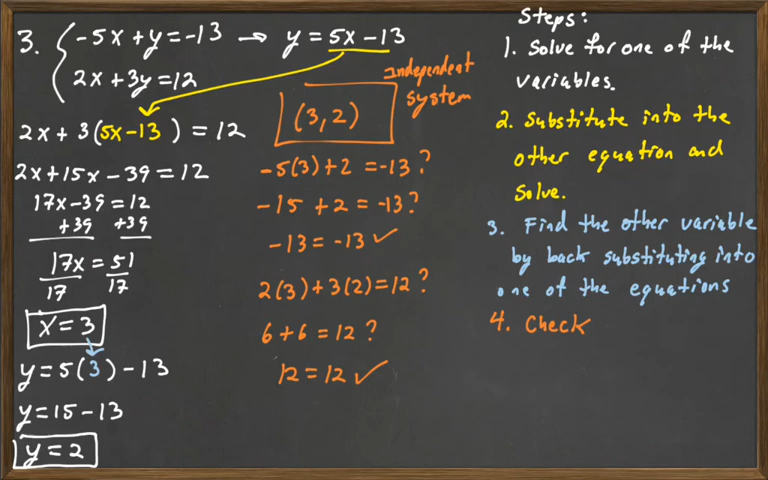 3. { -5x + y = -13 → y = 5x - 13
2x + 3y = 12
2x + 3(5x-13) = 12
2x + 15x - 39 = 12
17x - 39 = 12
+39 +39
17x = 51
17 17
x = 3
y = 5(3) - 13
y = 15 - 13
y = 2
Independent
system
(3, 2)
-5(3) + 2 = -13 ?
-15 + 2 = -13 ?
-13 = -13 ✓
2(3) + 3(2) = 12 ?
6 + 6 = 12 ?
12 = 12 ✓
Steps:
1. Solve for one of the
variables.
2. Substitute into the
other equation and
solve.
3. Find the other variable
by back substituting into
one of the equations
4. Check